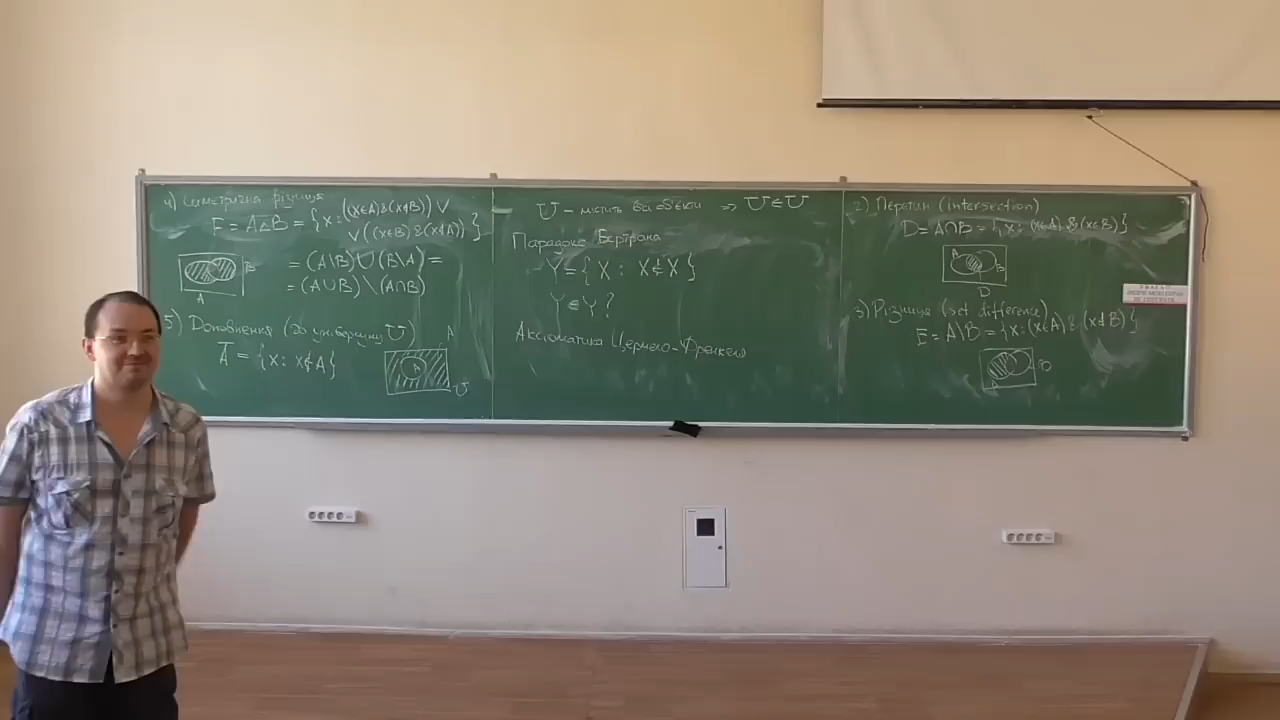 4) Симетрична різниця
F = A△B = {x: ((x∈A)&(x∉B)) ∨
∨((x∈B)&(x∉A))}
= (A\B)∪(B\A) =
= (A∪B)\(A∩B)
B
A
5) Доповнення (до універсуму U)
Ā = {x: x∉A}
A
A
U
U – містить всі об'єкти ⇒ U∈U
Парадокс Бертрана
Y = {X: X∉X}
Y∈Y?
Аксіоматика Цермело-Френкеля
2) Перетин (intersection)
D = A∩B = {x: (x∈A)&(x∈B)}
A
B
D
3) Різниця (set difference)
E = A\B = {x: (x∈A)&(x∉B)}
A
B